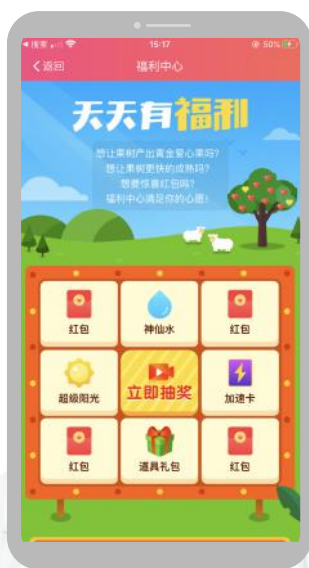 搜索
15:17
50%
返回
福利中心
天天有福利
想让果树产出黄金爱心果吗?
想让果树更快的成熟吗?
想要惊喜红包吗?
福利中心满足你的心愿!
红包
神仙水
红包
超级阳光
立即抽奖
加速卡
红包
道具礼包
红包